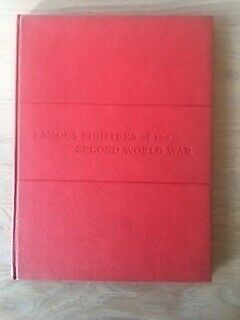 FAMOUS FIGHTERS of the
SECOND WORLD WAR